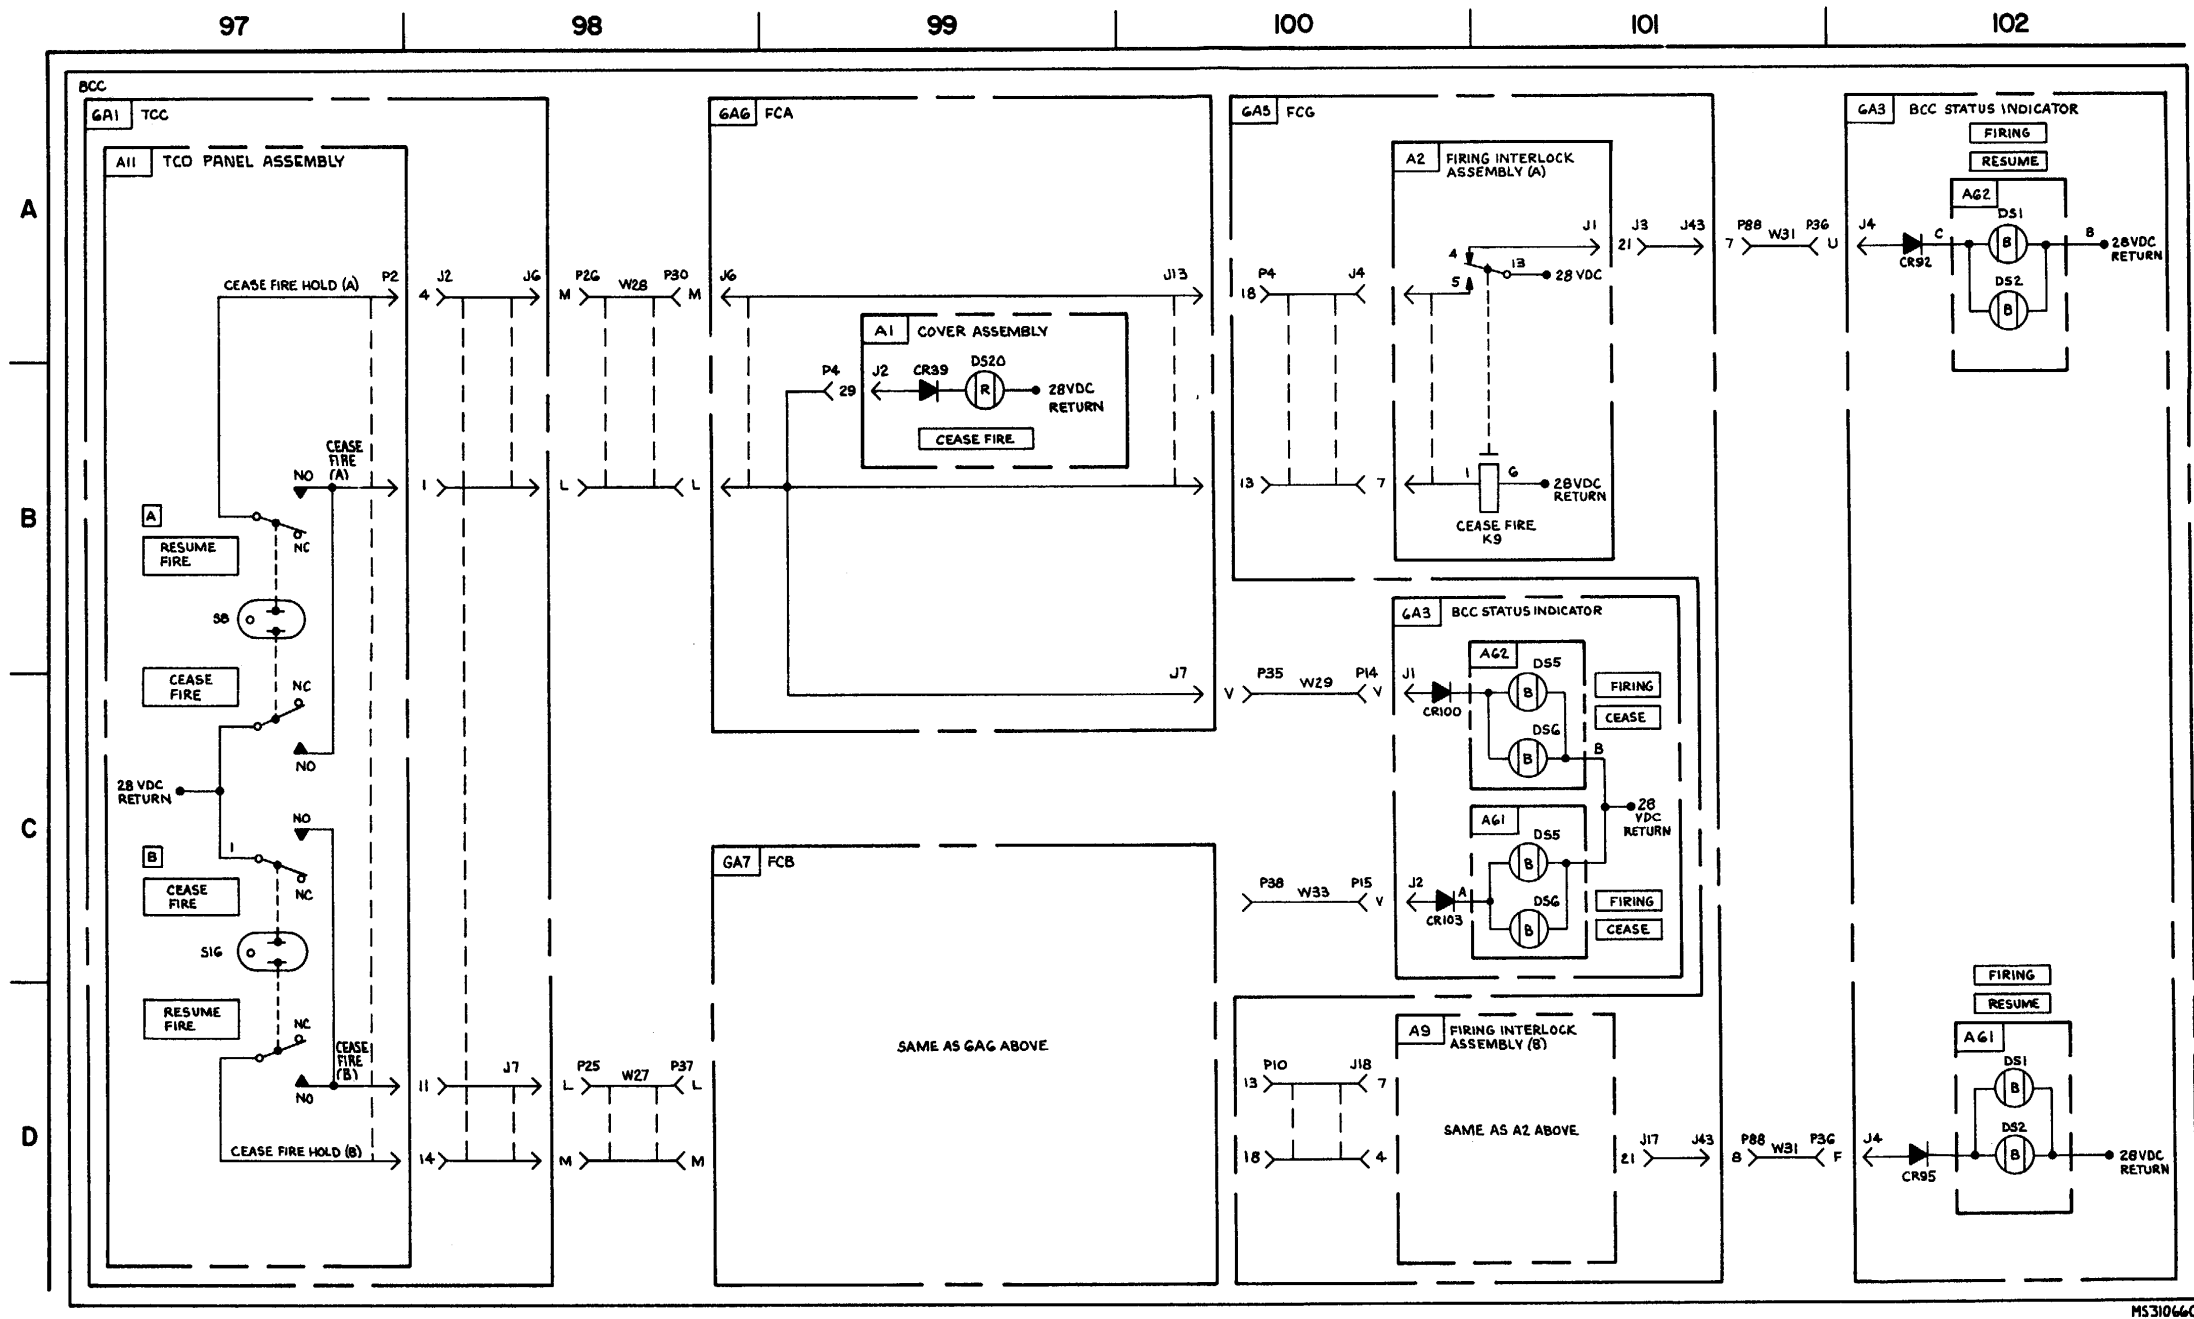 97 98 99 100 101 102
A
B
C
D
BCC
6A1 TCC
A11 TCO PANEL ASSEMBLY
CEASE FIRE HOLD (A)
P2
4
J2
J6
M
P26
W28
P30
M
NO
CEASE
FIRE
(A)
1
L
L
A
RESUME
FIRE
NC
S8
CEASE
FIRE
NC
NO
28 VDC
RETURN
NO
B
1
CEASE
FIRE
NC
S16
RESUME
FIRE
NC
CEASE
FIRE
(B)
NO
11
J7
L
P25
W27
P37
L
CEASE FIRE HOLD (B)
14
M
M
6A6 FCA
J6
J13
A1 COVER ASSEMBLY
P4
29
J2
CR39
DS20
R
28VDC
RETURN
CEASE FIRE
J7
V
P35
W29
P14
V
6A7 FCB
SAME AS 6A6 ABOVE
6A5 FCG
A2 FIRING INTERLOCK
ASSEMBLY (A)
18
P4
J4
4
5
13
28 VDC
J1
21
J3
J43
7
P88
W31
P36
U
13
7
1
6
28VDC
RETURN
CEASE FIRE
K9
6A3 BCC STATUS INDICATOR
A62
DS5
J1
CR100
B
DS6
B
B
FIRING
CEASE
28
VDC
RETURN
A61
DS5
B
P38
W33
P15
V
J2
CR103
A
DS6
B
FIRING
CEASE
A9 FIRING INTERLOCK
ASSEMBLY (B)
13
P10
J18
7
SAME AS A2 ABOVE
18
4
21
J17
J43
8
P88
W31
P36
F
6A3 BCC STATUS INDICATOR
FIRING
RESUME
A62
DS1
J4
CR92
C
B
B
28VDC
RETURN
DS2
B
FIRING
RESUME
A61
DS1
B
DS2
J4
CR95
B
28VDC
RETURN
MS310660